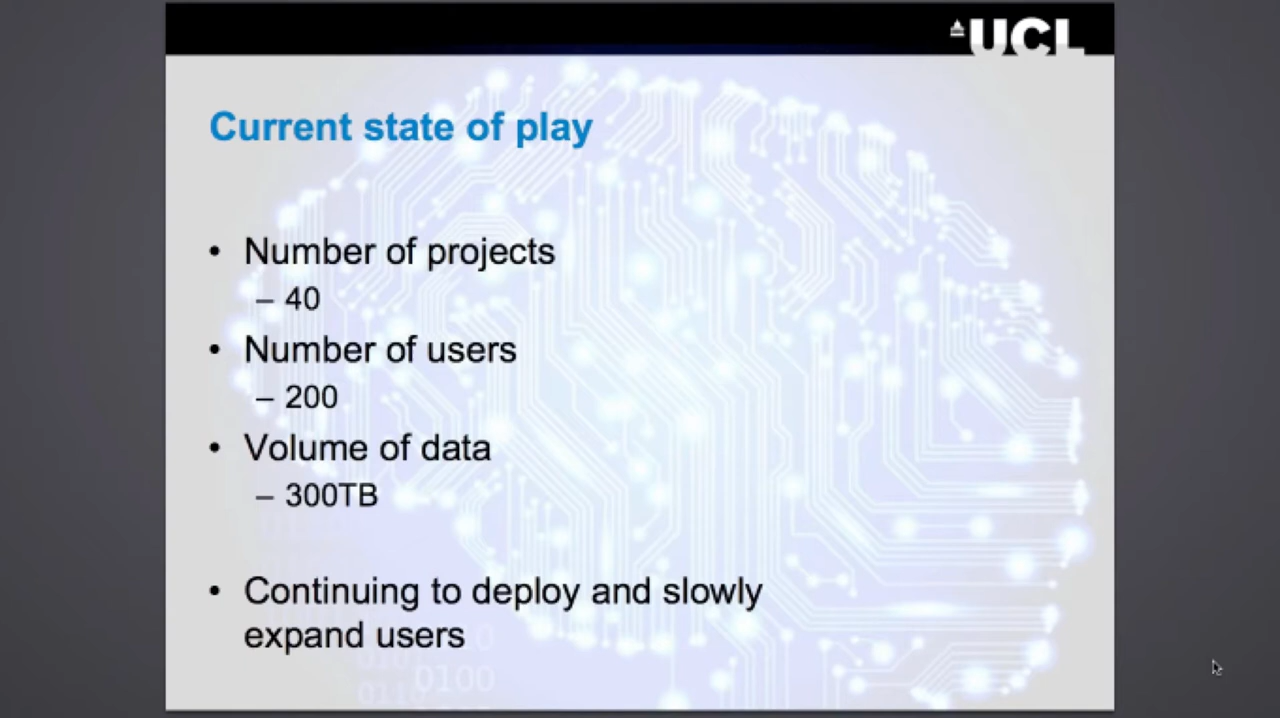 UCL
Current state of play
• Number of projects
– 40
• Number of users
– 200
• Volume of data
– 300TB
• Continuing to deploy and slowly
expand users
0100